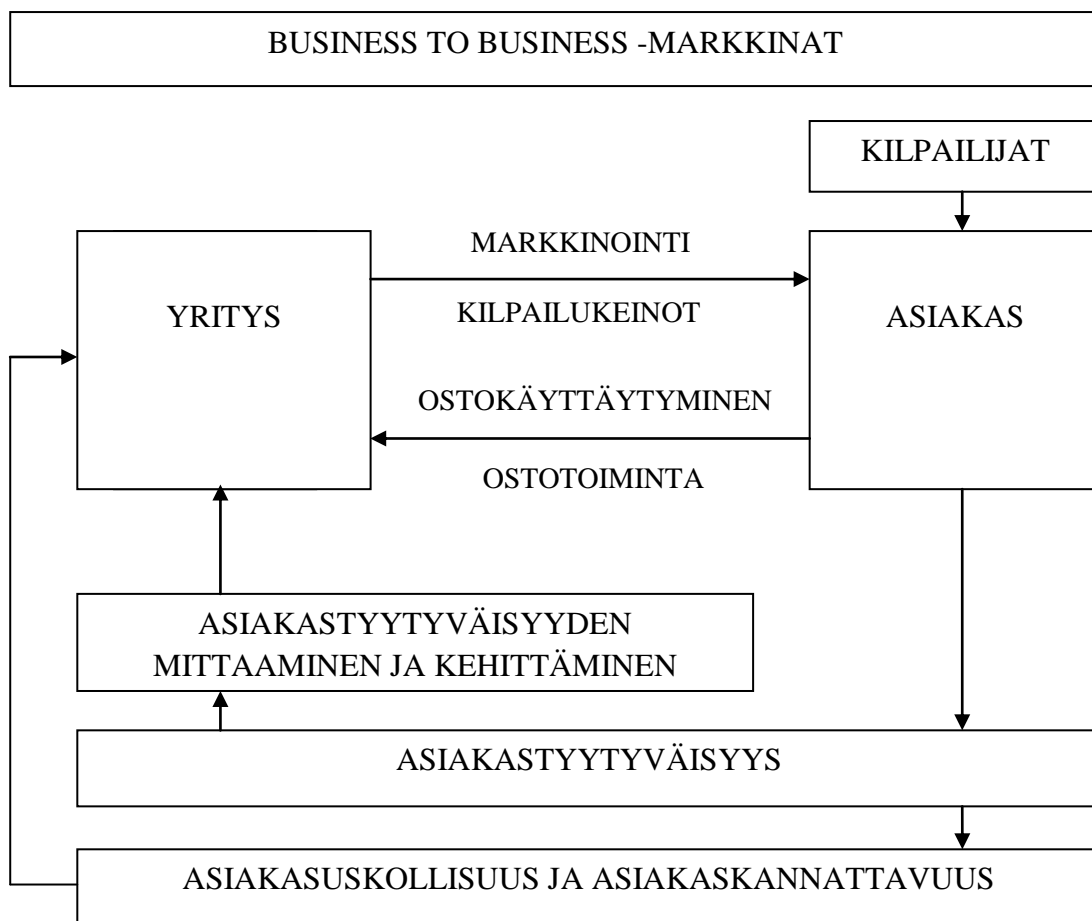 BUSINESS TO BUSINESS -MARKKINAT
KILPAILIJAT
MARKKINOINTI
YRITYS
KILPAILUKEINOT
ASIAKAS
OSTOKÄYTTÄYTYMINEN
OSTOTOIMINTA
ASIAKASTYYTYVÄISYYDEN
MITTAAMINEN JA KEHITTÄMINEN
ASIAKASTYYTYVÄISYYS
ASIAKASUSKOLLISUUS JA ASIAKASKANNATTAVUUS